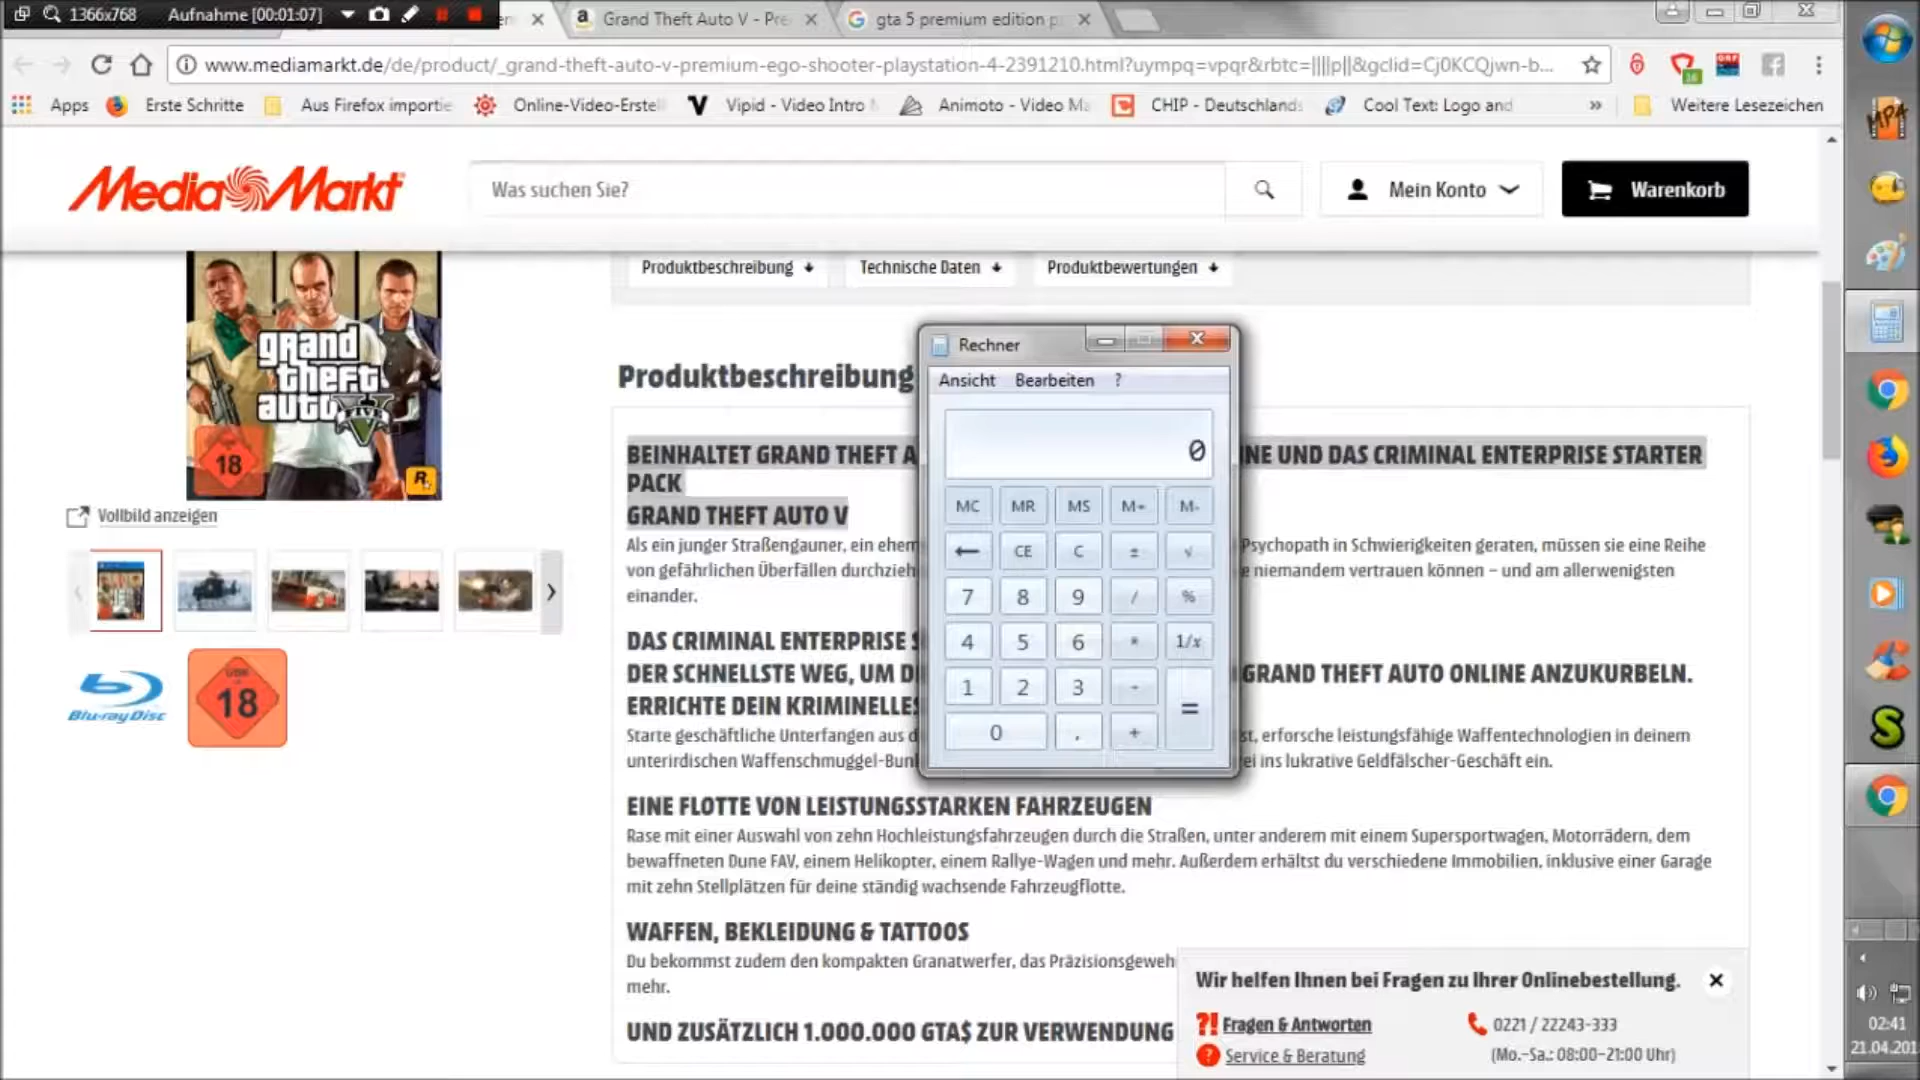 1366x768 Aufnahme [00:01:07]
Grand Theft Auto V - Pre
gta 5 premium edition p
www.mediamarkt.de/de/product/_grand-theft-auto-v-premium-ego-shooter-playstation-4-2391210.html?uympq=vpqr&rbtc=||||p||&gclid=Cj0KCQjwn-b...
16
Apps Erste Schritte Aus Firefox importie Online-Video-Erstel Vipid - Video Intro Animoto - Video Ma CHIP - Deutschlands Cool Text: Logo and » Weitere Lesezeichen
MPA
Media Markt
Was suchen Sie?
Mein Konto
Warenkorb
Produktbeschreibung
Technische Daten
Produktbewertungen
grand
theft
auto V
FIVE
18
R
Vollbild anzeigen
Blu-ray Disc
18
Produktbeschreibung
BEINHALTET GRAND THEFT A
NE UND DAS CRIMINAL ENTERPRISE STARTER
PACK
GRAND THEFT AUTO V
Als ein junger Straßengauner, ein ehem
Psychopath in Schwierigkeiten geraten, müssen sie eine Reihe
von gefährlichen Überfällen durchzieh
e niemandem vertrauen können – und am allerwenigsten
einander.
DAS CRIMINAL ENTERPRISE S
DER SCHNELLSTE WEG, UM D
GRAND THEFT AUTO ONLINE ANZUKURBELN.
ERRICHTE DEIN KRIMINELLES
Starte geschäftliche Unterfangen aus d
st, erforsche leistungsfähige Waffentechnologien in deinem
unterirdischen Waffenschmuggel-Bun
ei ins lukrative Geldfälscher-Geschäft ein.
EINE FLOTTE VON LEISTUNGSSTARKEN FAHRZEUGEN
Rase mit einer Auswahl von zehn Hochleistungsfahrzeugen durch die Straßen, unter anderem mit einem Supersportwagen, Motorrädern, dem
bewaffneten Dune FAV, einem Helikopter, einem Rallye-Wagen und mehr. Außerdem erhältst du verschiedene Immobilien, inklusive einer Garage
mit zehn Stellplätzen für deine ständig wachsende Fahrzeugflotte.
WAFFEN, BEKLEIDUNG & TATTOOS
Du bekommst zudem den kompakten Granatwerfer, das Präzisionsgeweh
mehr.
UND ZUSÄTZLICH 1.000.000 GTA$ ZUR VERWENDUNG
Rechner
Ansicht Bearbeiten ?
0
MC MR MS M+ M-
← CE C ± √
7 8 9 / %
4 5 6 * 1/x
1 2 3 - =
0 , +
Wir helfen Ihnen bei Fragen zu Ihrer Onlinebestellung.
?! Fragen & Antworten
0221 / 22243-333
? Service & Beratung
(Mo.-Sa.: 08:00-21:00 Uhr)
S
02:41
21.04.201